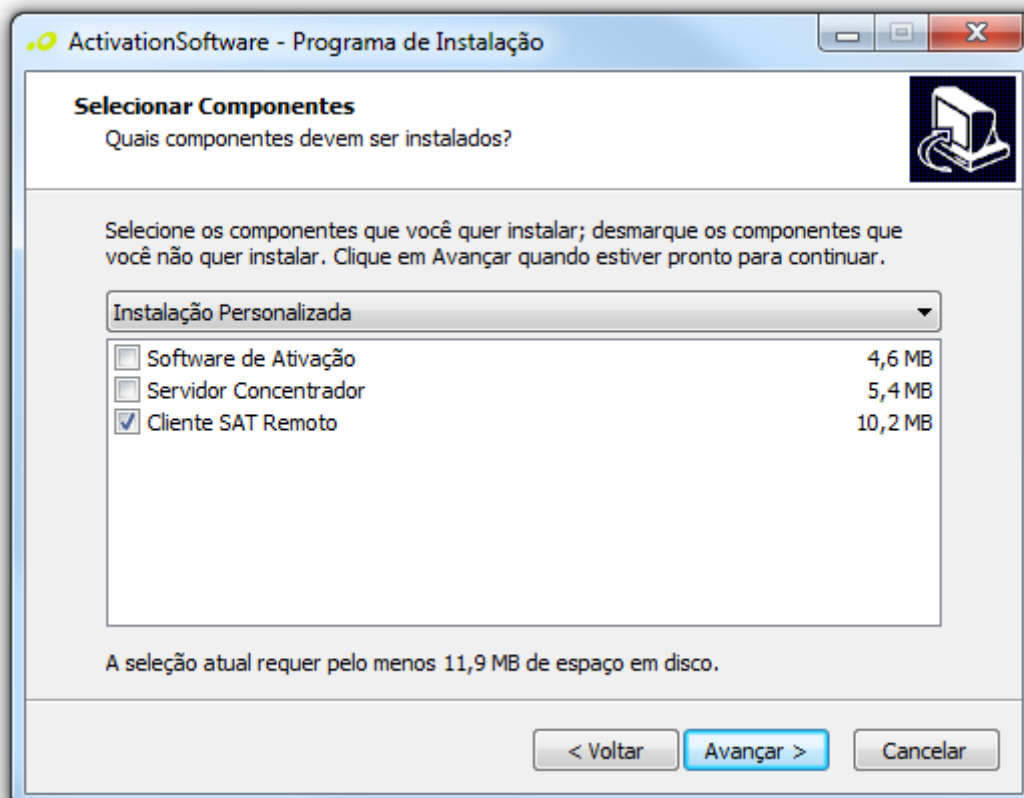 ActivationSoftware - Programa de Instalação
Selecionar Componentes
Quais componentes devem ser instalados?
Selecione os componentes que você quer instalar; desmarque os componentes que
você não quer instalar. Clique em Avançar quando estiver pronto para continuar.
Instalação Personalizada
Software de Ativação 4,6 MB
Servidor Concentrador 5,4 MB
Cliente SAT Remoto 10,2 MB
A seleção atual requer pelo menos 11,9 MB de espaço em disco.
< Voltar Avançar > Cancelar